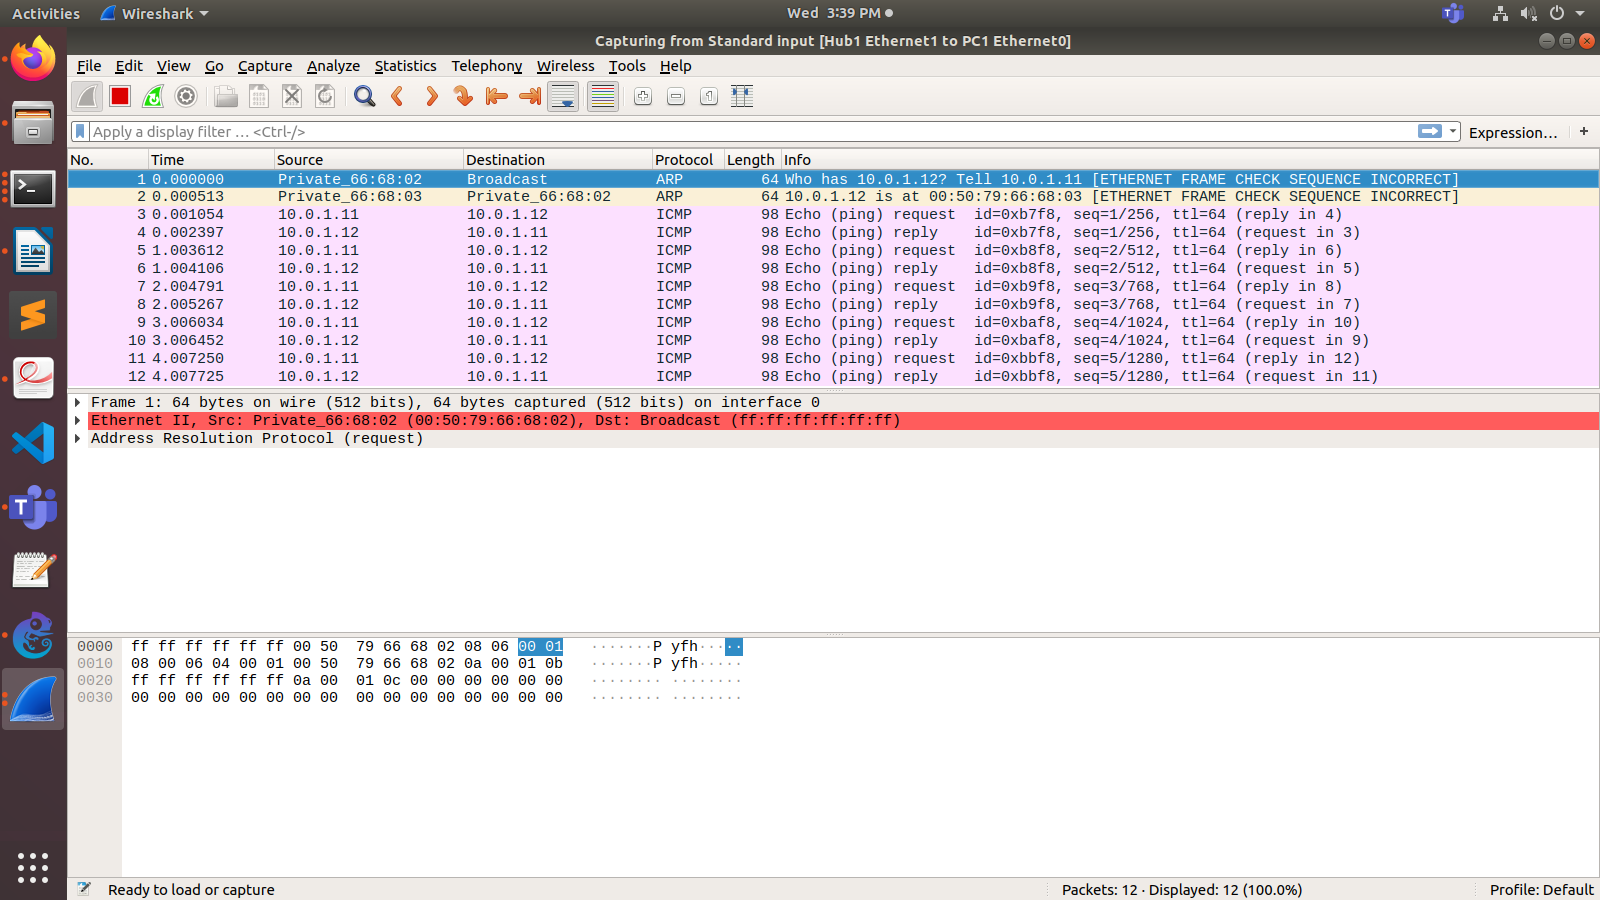 Activities Wireshark Wed 3:39 PM
Capturing from Standard input [Hub1 Ethernet1 to PC1 Ethernet0]
File Edit View Go Capture Analyze Statistics Telephony Wireless Tools Help
Apply a display filter … <Ctrl-/> Expression… +
No. Time Source Destination Protocol Length Info
1 0.000000 Private_66:68:02 Broadcast ARP 64 Who has 10.0.1.12? Tell 10.0.1.11 [ETHERNET FRAME CHECK SEQUENCE INCORRECT]
2 0.000513 Private_66:68:03 Private_66:68:02 ARP 64 10.0.1.12 is at 00:50:79:66:68:03 [ETHERNET FRAME CHECK SEQUENCE INCORRECT]
3 0.001054 10.0.1.11 10.0.1.12 ICMP 98 Echo (ping) request id=0xb7f8, seq=1/256, ttl=64 (reply in 4)
4 0.002397 10.0.1.12 10.0.1.11 ICMP 98 Echo (ping) reply id=0xb7f8, seq=1/256, ttl=64 (request in 3)
5 1.003612 10.0.1.11 10.0.1.12 ICMP 98 Echo (ping) request id=0xb8f8, seq=2/512, ttl=64 (reply in 6)
6 1.004106 10.0.1.12 10.0.1.11 ICMP 98 Echo (ping) reply id=0xb8f8, seq=2/512, ttl=64 (request in 5)
7 2.004791 10.0.1.11 10.0.1.12 ICMP 98 Echo (ping) request id=0xb9f8, seq=3/768, ttl=64 (reply in 8)
8 2.005267 10.0.1.12 10.0.1.11 ICMP 98 Echo (ping) reply id=0xb9f8, seq=3/768, ttl=64 (request in 7)
9 3.006034 10.0.1.11 10.0.1.12 ICMP 98 Echo (ping) request id=0xbaf8, seq=4/1024, ttl=64 (reply in 10)
10 3.006452 10.0.1.12 10.0.1.11 ICMP 98 Echo (ping) reply id=0xbaf8, seq=4/1024, ttl=64 (request in 9)
11 4.007250 10.0.1.11 10.0.1.12 ICMP 98 Echo (ping) request id=0xbbf8, seq=5/1280, ttl=64 (reply in 12)
12 4.007725 10.0.1.12 10.0.1.11 ICMP 98 Echo (ping) reply id=0xbbf8, seq=5/1280, ttl=64 (request in 11)
Frame 1: 64 bytes on wire (512 bits), 64 bytes captured (512 bits) on interface 0
Ethernet II, Src: Private_66:68:02 (00:50:79:66:68:02), Dst: Broadcast (ff:ff:ff:ff:ff:ff)
Address Resolution Protocol (request)
0000 ff ff ff ff ff ff 00 50 79 66 68 02 08 06 00 01 ·······P yfh·····
0010 08 00 06 04 00 01 00 50 79 66 68 02 0a 00 01 0b ·······P yfh·····
0020 ff ff ff ff ff ff 0a 00 01 0c 00 00 00 00 00 00 ········ ········
0030 00 00 00 00 00 00 00 00 00 00 00 00 00 00 00 00 ········ ········
Ready to load or capture Packets: 12 · Displayed: 12 (100.0%) Profile: Default